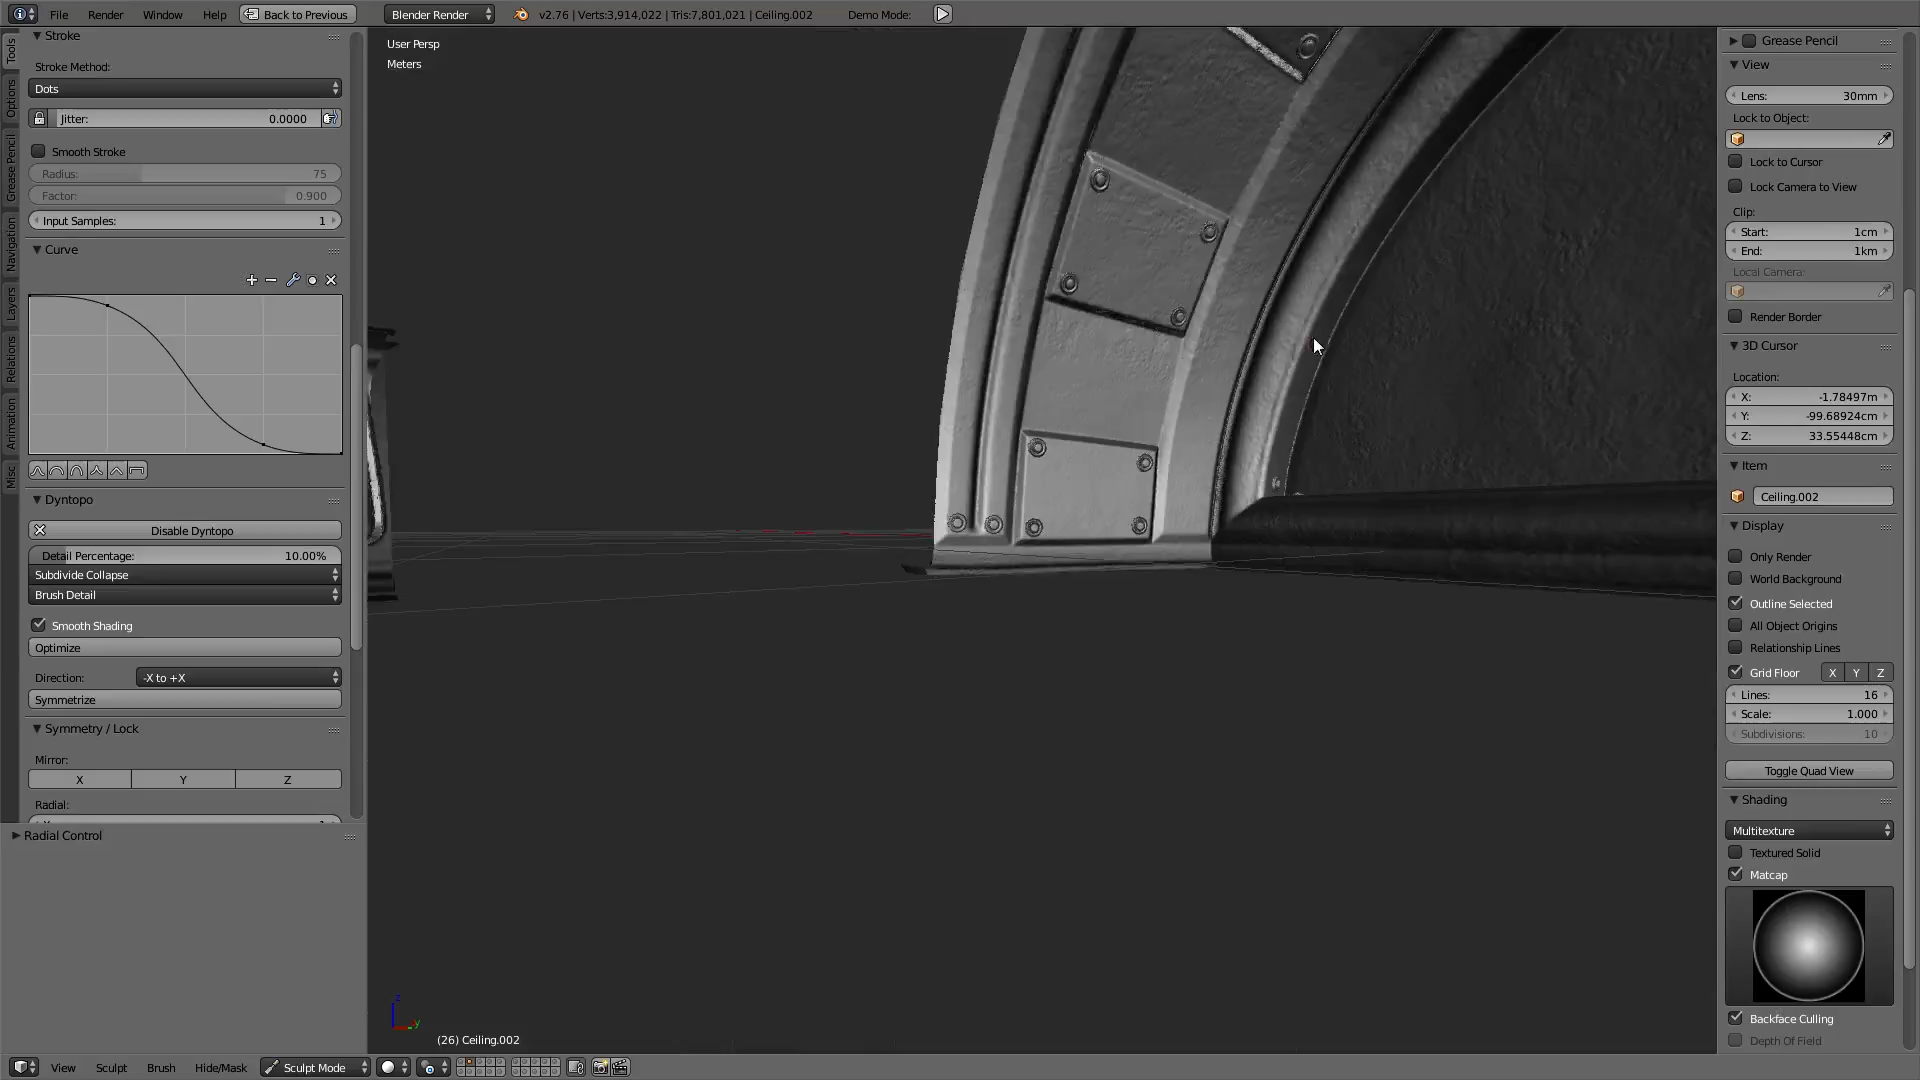 File Render Window Help Back to Previous Blender Render v2.76 | Verts:3,914,022 | Tris:7,801,021 | Ceiling.002 Demo Mode:
Tools
Options
Grease Pencil
Navigation
Layers
Relations
Animation
Misc
Stroke
Stroke Method:
Dots
Jitter: 0.0000
Smooth Stroke
Radius: 75
Factor: 0.900
Input Samples: 1
Curve
Dyntopo
Disable Dyntopo
Detail Percentage: 10.00%
Subdivide Collapse
Brush Detail
Smooth Shading
Optimize
Direction: -X to +X
Symmetrize
Symmetry / Lock
Mirror:
X Y Z
Radial:
Radial Control
User Persp
Meters
z
y
(26) Ceiling.002
Grease Pencil
View
Lens: 30mm
Lock to Object:
Lock to Cursor
Lock Camera to View
Clip:
Start: 1cm
End: 1km
Local Camera:
Render Border
3D Cursor
Location:
X: -1.78497m
Y: -99.68924cm
Z: 33.55448cm
Item
Ceiling.002
Display
Only Render
World Background
Outline Selected
All Object Origins
Relationship Lines
Grid Floor X Y Z
Lines: 16
Scale: 1.000
Subdivisions: 10
Toggle Quad View
Shading
Multitexture
Textured Solid
Matcap
Backface Culling
Depth Of Field
View Sculpt Brush Hide/Mask Sculpt Mode